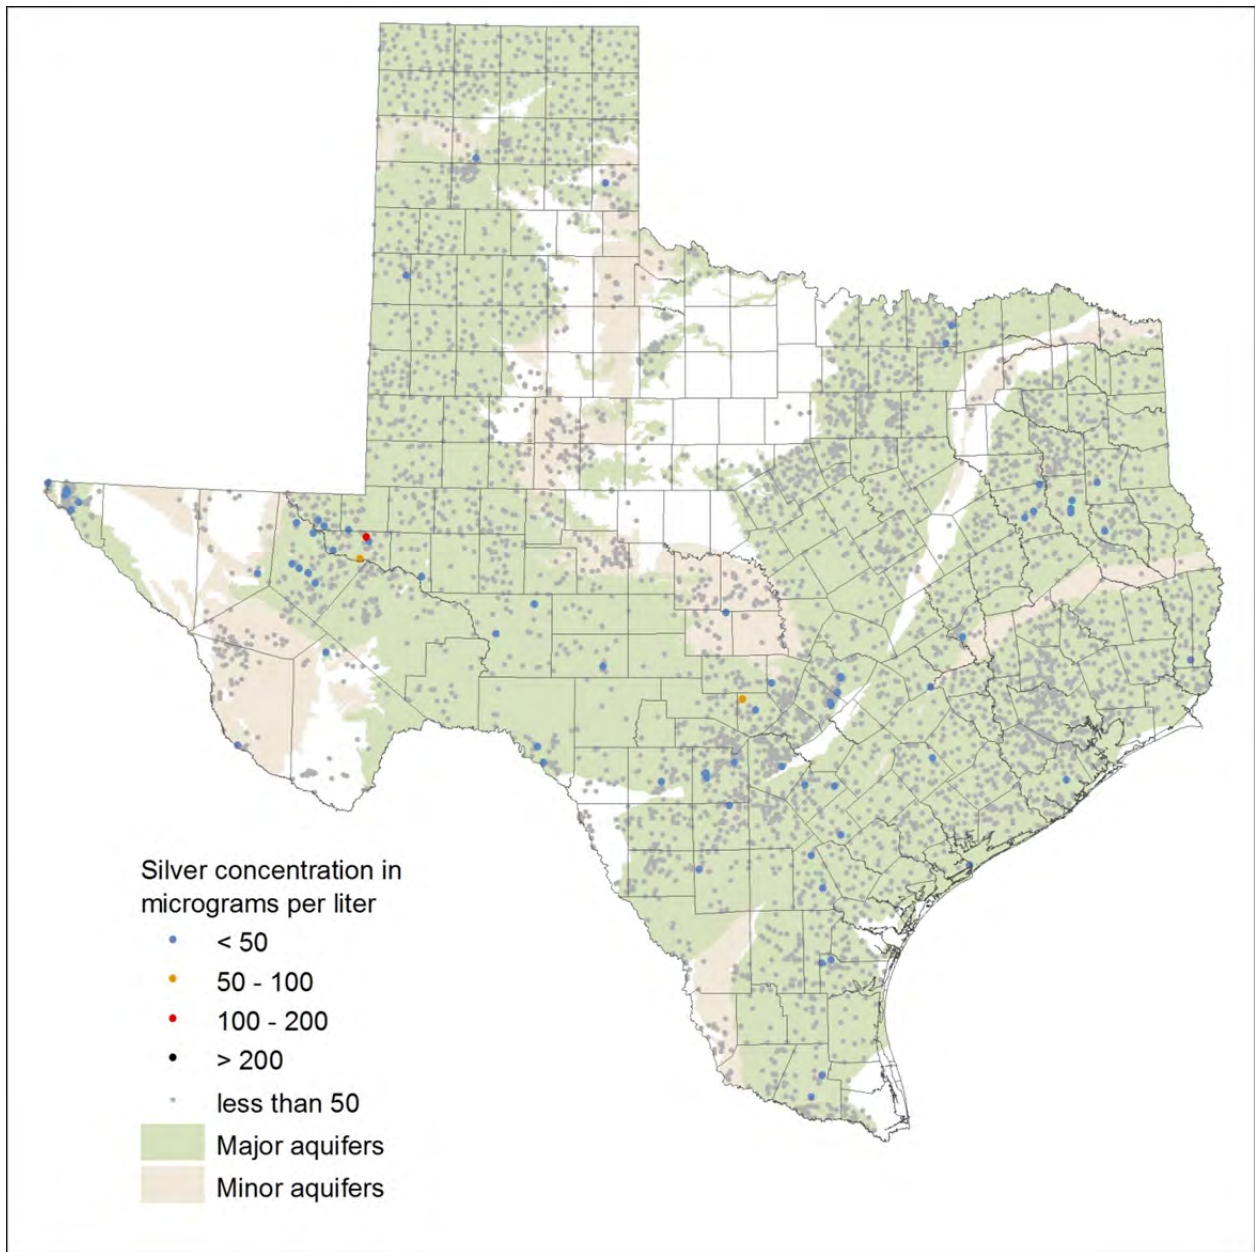 Silver concentration in
micrograms per liter
< 50
50 - 100
100 - 200
> 200
less than 50
Major aquifers
Minor aquifers